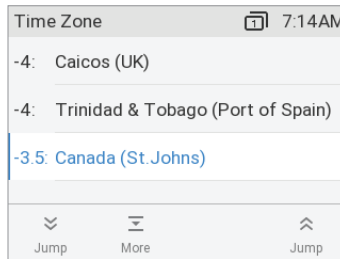 Time Zone 1 7:14AM
-4: Caicos (UK)
-4: Trinidad & Tobago (Port of Spain)
-3.5: Canada (St.Johns)
Jump More Jump